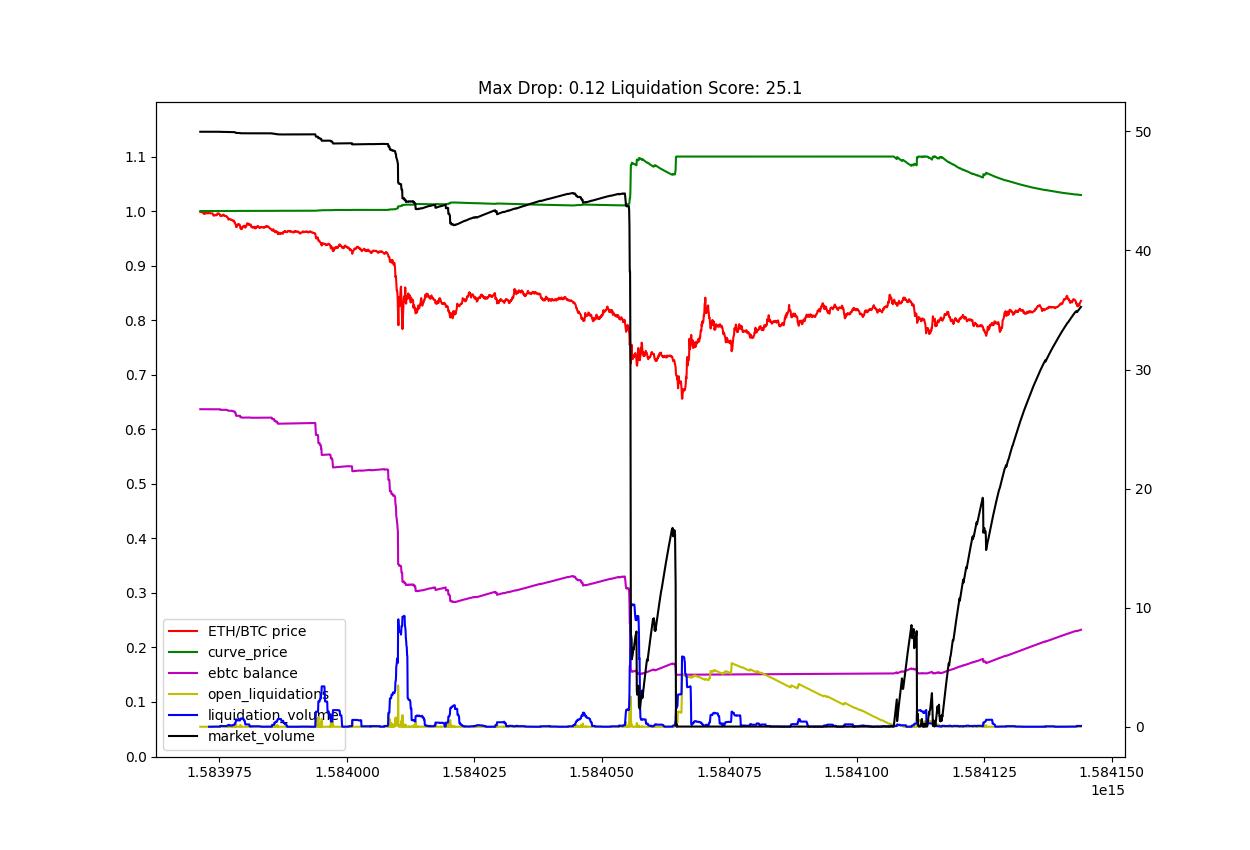 Max Drop: 0.12 Liquidation Score: 25.1
1.1
1.0
0.9
0.8
0.7
0.6
0.5
0.4
0.3
0.2
0.1
0.0
50
40
30
20
10
0
ETH/BTC price
curve_price
ebtc balance
open_liquidations
liquidation_volume
market_volume
1.583975 1.584000 1.584025 1.584050 1.584075 1.584100 1.584125 1.584150
1e15